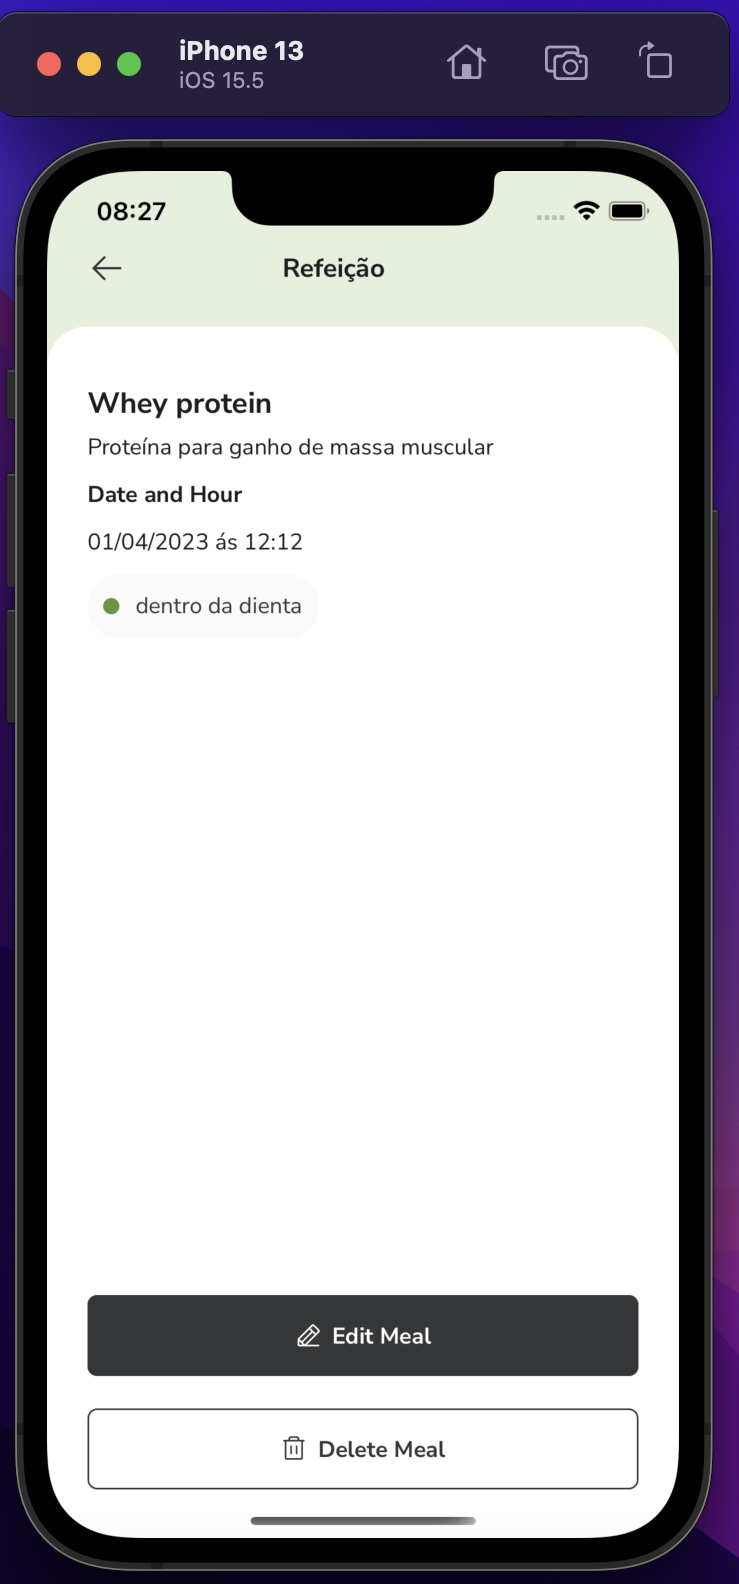 iPhone 13
iOS 15.5
08:27
Refeição
Whey protein
Proteína para ganho de massa muscular
Date and Hour
01/04/2023 ás 12:12
dentro da dienta
Edit Meal
Delete Meal